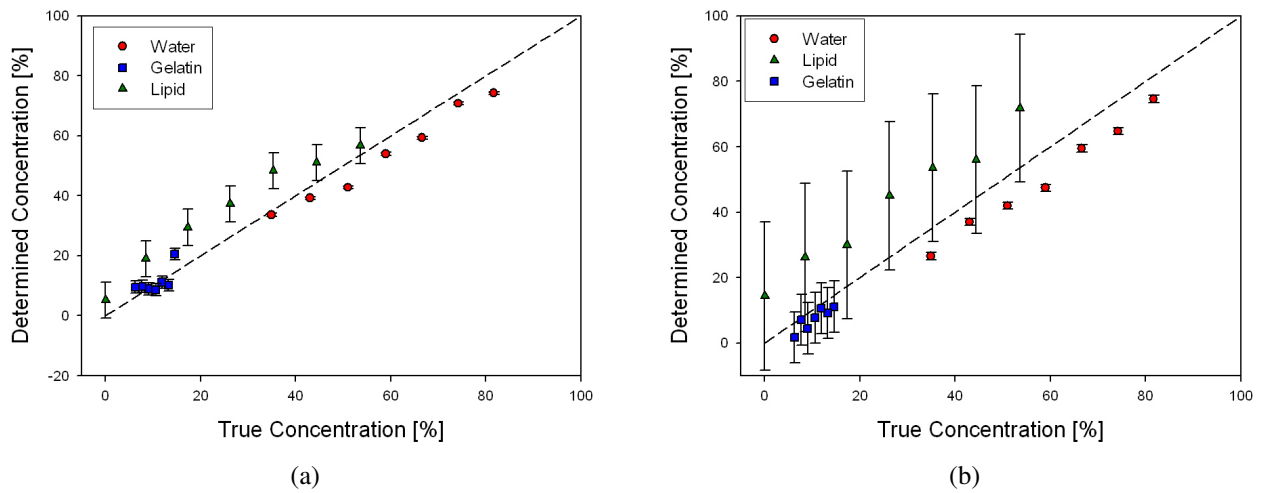 100
80
60
40
20
0
-20
Determined Concentration [%]
Water
Gelatin
Lipid
0 20 40 60 80 100
True Concentration [%]
(a)
100
80
60
40
20
0
Determined Concentration [%]
Water
Lipid
Gelatin
0 20 40 60 80 100
True Concentration [%]
(b)